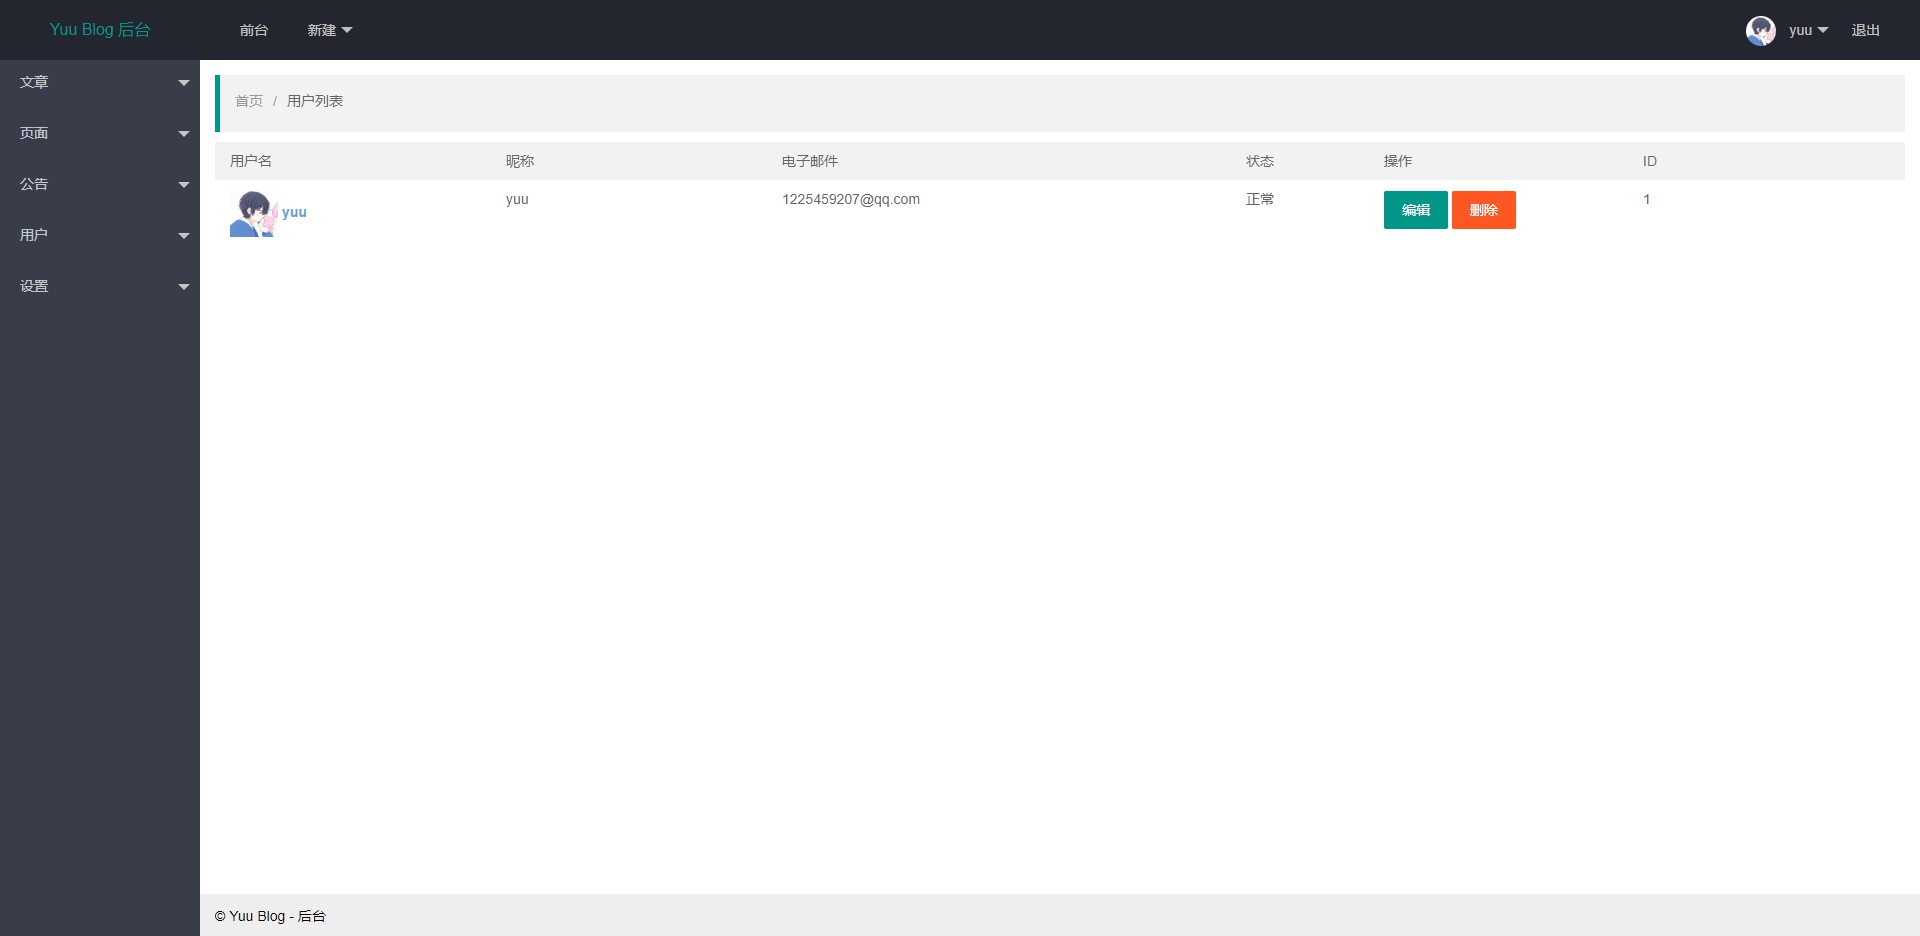 Yuu Blog 后台
前台
新建
yuu
退出
文章
页面
公告
用户
设置
首页 / 用户列表
用户名 昵称 电子邮件 状态 操作 ID
yuu yuu 1225459207@qq.com 正常 编辑 删除 1
© Yuu Blog - 后台